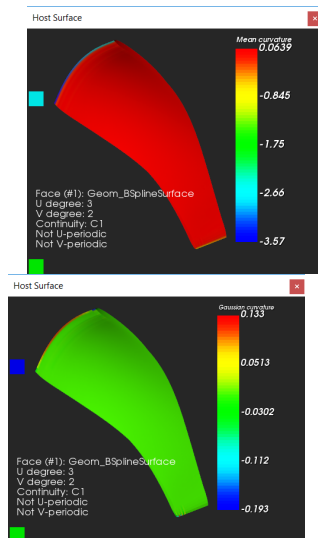 Host Surface
×
Mean curvature
0.0639
-0.845
-1.75
-2.66
-3.57
Face (#1): Geom_BSplineSurface
U degree: 3
V degree: 2
Continuity: C1
Not U-periodic
Not V-periodic
Host Surface
×
Gaussian curvature
0.133
0.0513
-0.0302
-0.112
-0.193
Face (#1): Geom_BSplineSurface
U degree: 3
V degree: 2
Continuity: C1
Not U-periodic
Not V-periodic